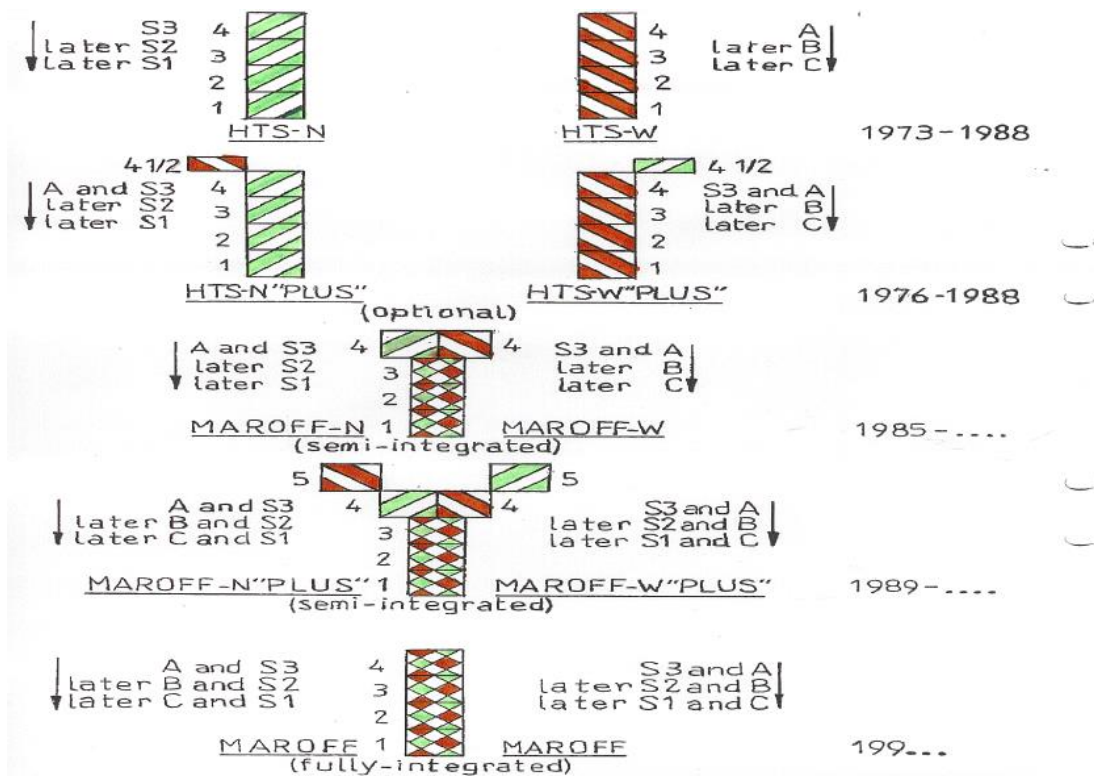 S3 4 4 A
later S2 3 3 later B
later S1 2 2 later C
1 1
HTS-N HTS-W 1973-1988
4 1/2 4 1/2
A and S3 4 4 S3 and A
later S2 3 3 later B
later S1 2 2 later C
1 1
HTS-N"PLUS" HTS-W"PLUS" 1976-1988
(optional)
A and S3 4 4 S3 and A
later S2 3 later B
later S1 2 later C
MAROFF-N 1 MAROFF-W 1985-....
(semi-integrated)
5 5
A and S3 4 4 S3 and A
later B and S2 3 later S2 and B
later C and S1 2 later S1 and C
MAROFF-N"PLUS" 1 MAROFF-W"PLUS" 1989-....
(semi-integrated)
A and S3 4 S3 and A
later B and S2 3 later S2 and B
later C and S1 2 later S1 and C
MAROFF 1 MAROFF 199...
(fully-integrated)